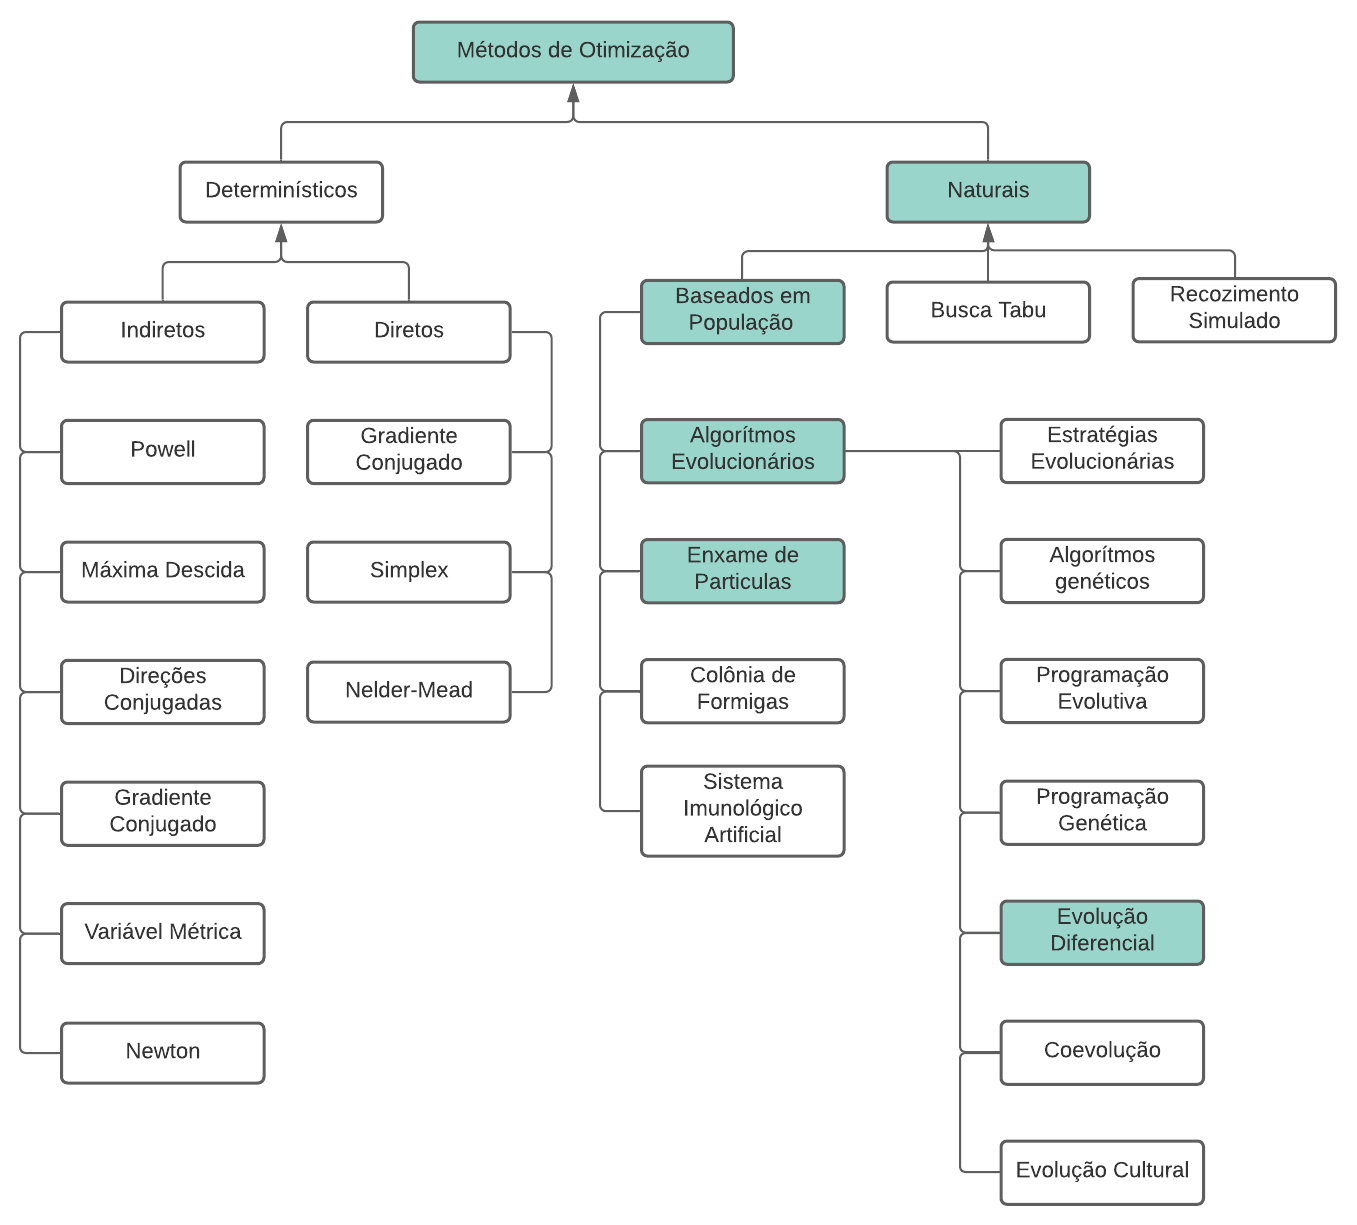 Métodos de Otimização
Determinísticos
Naturais
Indiretos
Diretos
Baseados em
População
Busca Tabu
Recozimento
Simulado
Powell
Gradiente
Conjugado
Algorítmos
Evolucionários
Estratégias
Evolucionárias
Máxima Descida
Simplex
Enxame de
Particulas
Algorítmos
genéticos
Direções
Conjugadas
Nelder-Mead
Colônia de
Formigas
Programação
Evolutiva
Gradiente
Conjugado
Sistema
Imunológico
Artificial
Programação
Genética
Variável Métrica
Evolução
Diferencial
Newton
Coevolução
Evolução Cultural